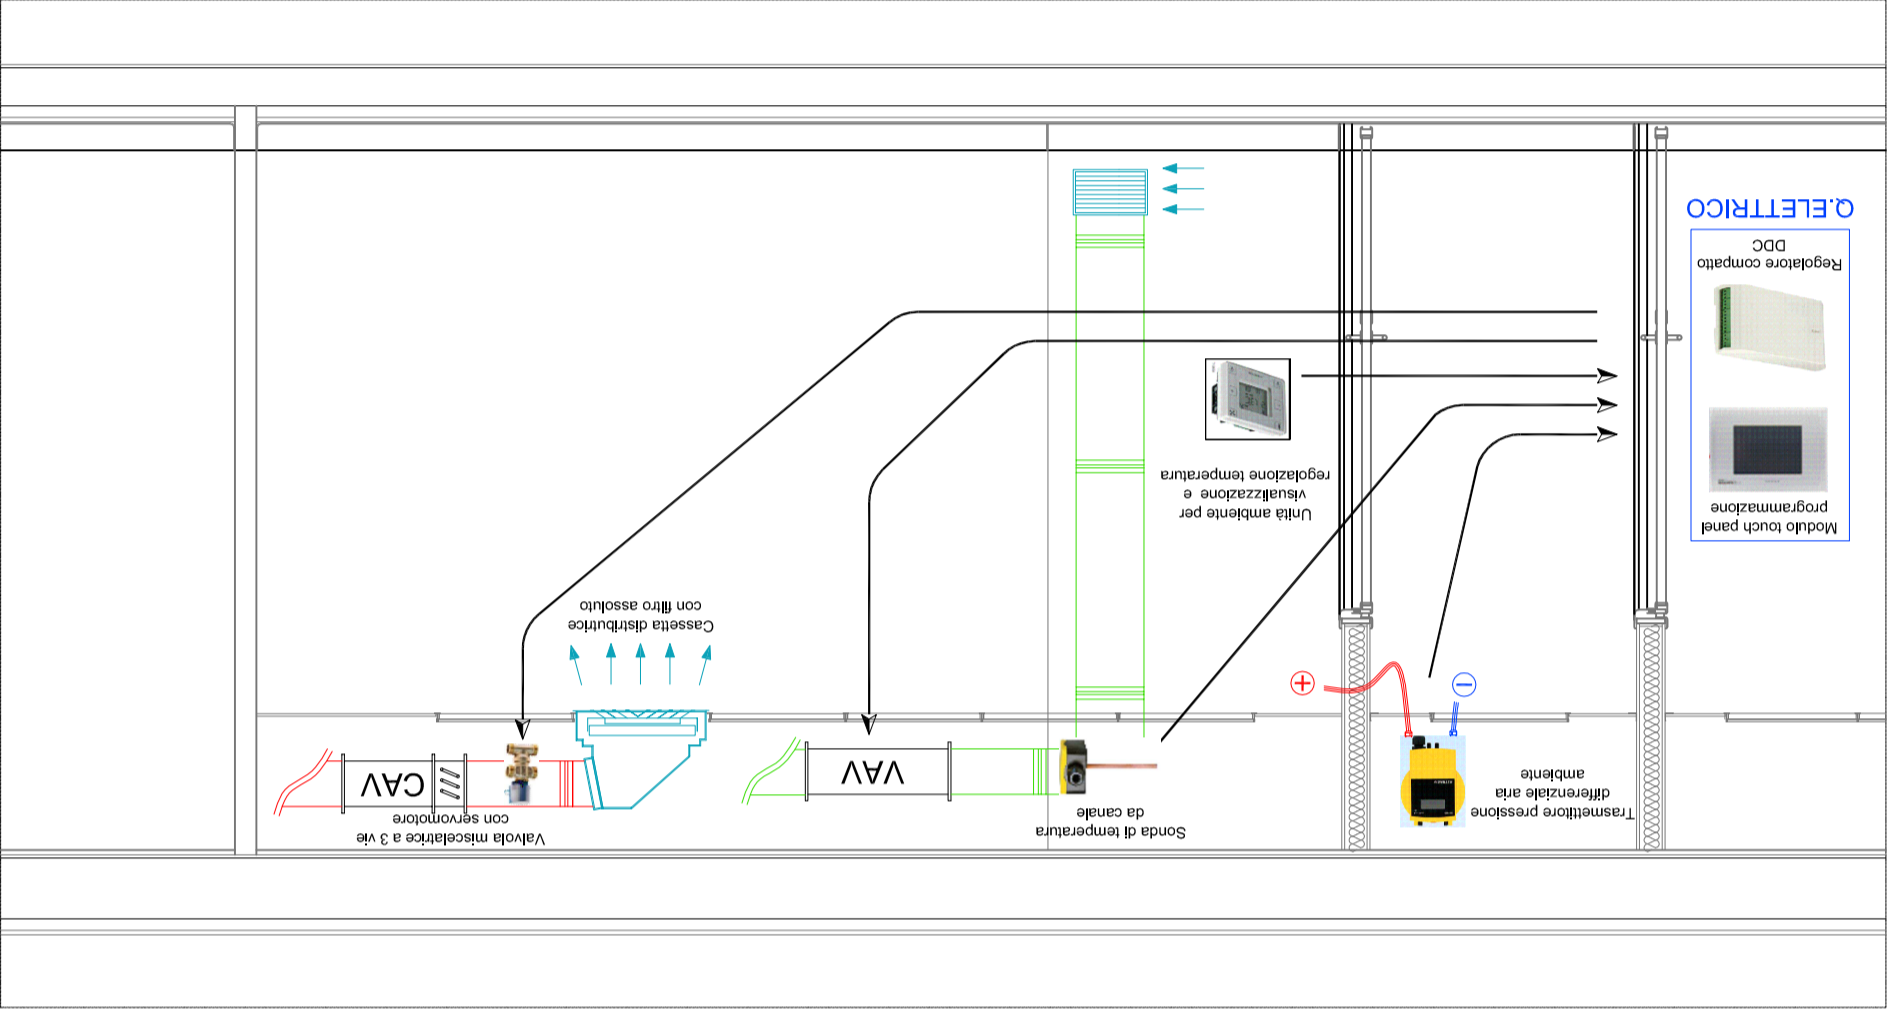 Trasmettitore pressione
differenziale aria
ambiente
Sonda di temperatura
da canale
VAV
Valvola miscelatrice a 3 vie
con servomotore
CAV
Cassetta distributrice
con filtro assoluto
Modulo touch panel
programmazione
Unità ambiente per
visualizzazione e
regolazione temperatura
Regolatore compatto
DDC
Q.ELETTRICO